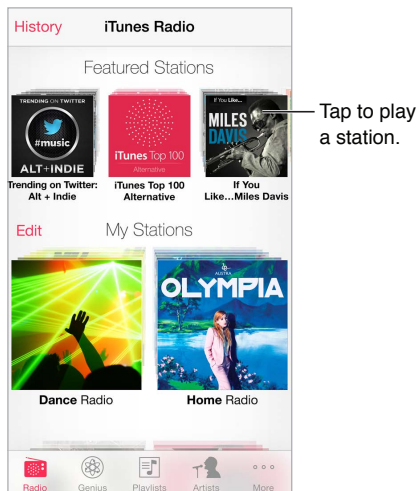 History
iTunes Radio
Featured Stations
TRENDING ON TWITTER
#music
ALT+INDIE
iTunes Top 100
Alternative
If You Like...
MILES
DAVIS
Tap to play
a station.
Trending on Twitter:
Alt + Indie
iTunes Top 100
Alternative
If You
Like...Miles Davis
Edit
My Stations
AUSTRA
OLYMPIA
Dance Radio
Home Radio
Radio
Genius
Playlists
Artists
More